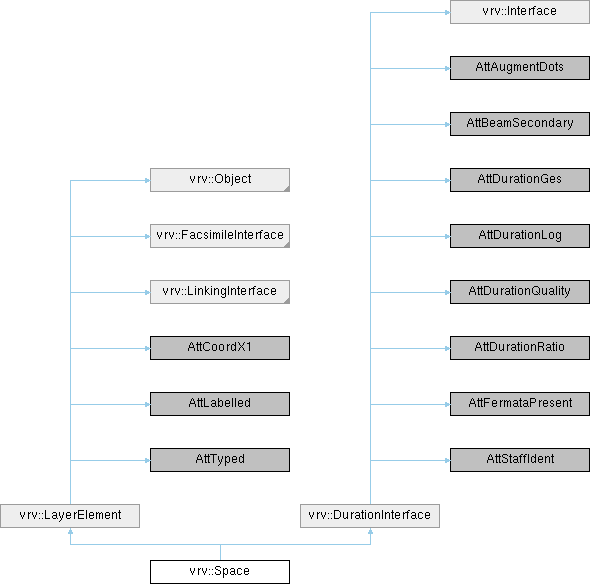 vrv::Interface
AttAugmentDots
AttBeamSecondary
vrv::Object
AttDurationGes
vrv::FacsimileInterface
AttDurationLog
vrv::LinkingInterface
AttDurationQuality
AttCoordX1
AttDurationRatio
AttLabelled
AttFermataPresent
AttTyped
AttStaffIdent
vrv::LayerElement
vrv::DurationInterface
vrv::Space